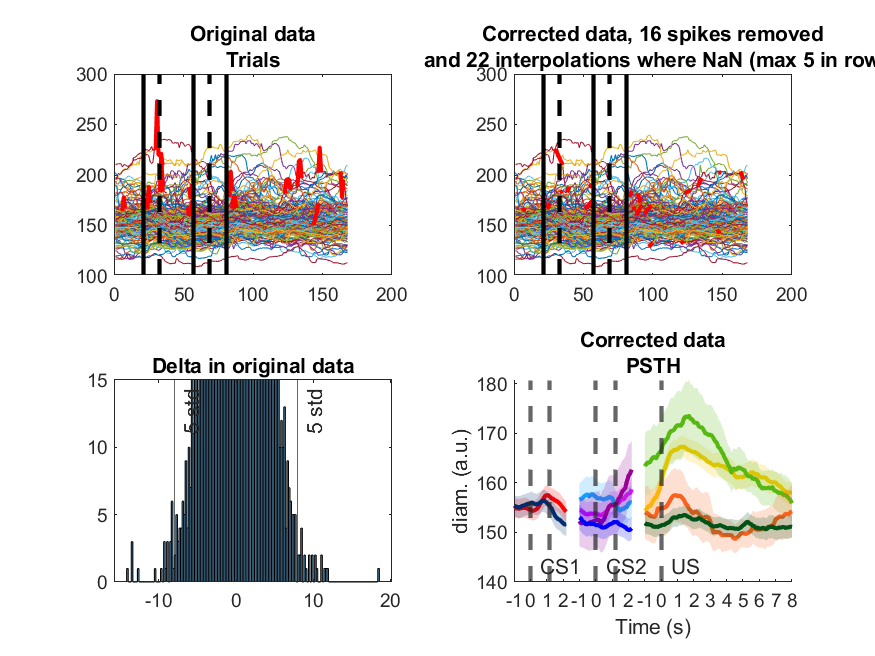 Original data
Trials
300
250
200
150
100
0 50 100 150 200
Corrected data, 16 spikes removed
and 22 interpolations where NaN (max 5 in row
300
250
200
150
100
0 50 100 150 200
Delta in original data
15
10
5
0
-10 0 10 20
5 std
5 std
Corrected data
PSTH
diam. (a.u.)
180
170
160
150
140
CS1 CS2 US
-1 0 1 2 -1 0 1 2 -1 0 1 2 3 4 5 6 7 8
Time (s)